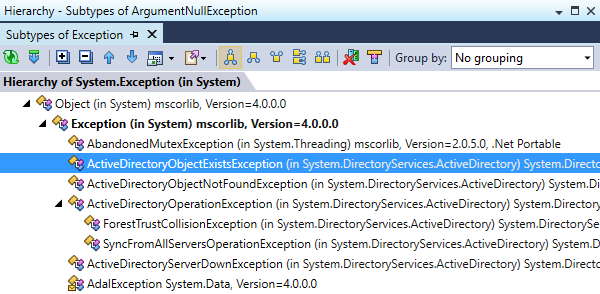 Hierarchy - Subtypes of ArgumentNullException
Subtypes of Exception
Group by: No grouping
Hierarchy of System.Exception (in System)
Object (in System) mscorlib, Version=4.0.0.0
Exception (in System) mscorlib, Version=4.0.0.0
AbandonedMutexException (in System.Threading) mscorlib, Version=2.0.5.0, .Net Portable
ActiveDirectoryObjectExistsException (in System.DirectoryServices.ActiveDirectory) System.Directo
ActiveDirectoryObjectNotFoundException (in System.DirectoryServices.ActiveDirectory) System.Di
ActiveDirectoryOperationException (in System.DirectoryServices.ActiveDirectory) System.Director
ForestTrustCollisionException (in System.DirectoryServices.ActiveDirectory) System.DirectoryS
SyncFromAllServersOperationException (in System.DirectoryServices.ActiveDirectory) System.D
ActiveDirectoryServerDownException (in System.DirectoryServices.ActiveDirectory) System.Direct
AdalException System.Data, Version=4.0.0.0